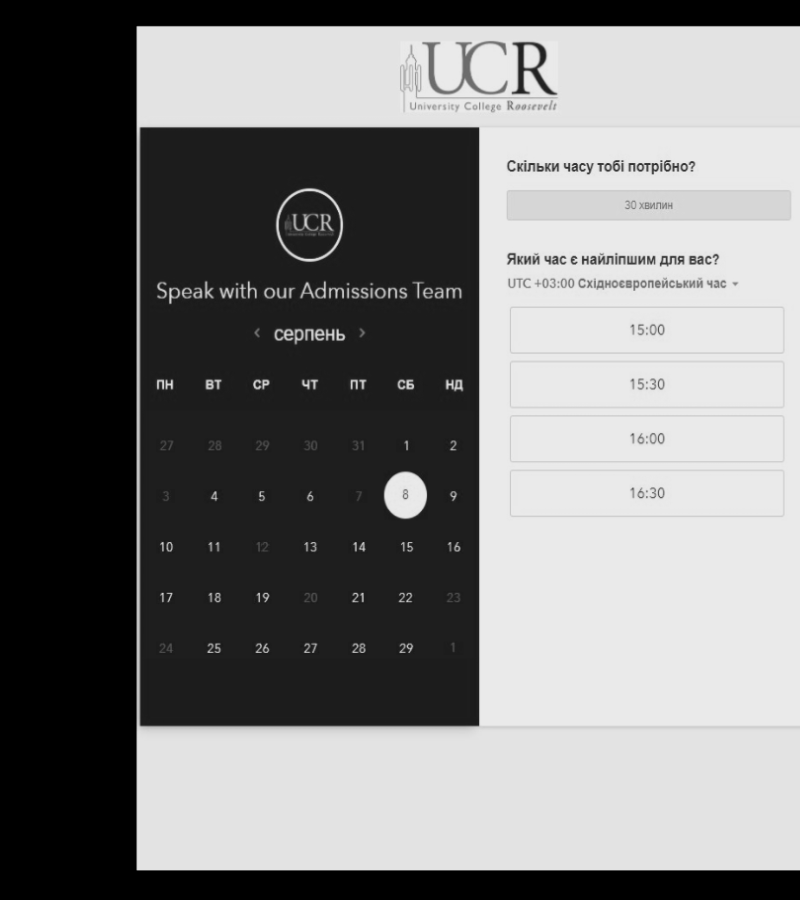 UCR
University College Roosevelt
UCR
Speak with our Admissions Team
< серпень >
ПН ВТ СР ЧТ ПТ СБ НД
27 28 29 30 31 1 2
3 4 5 6 7 8 9
10 11 12 13 14 15 16
17 18 19 20 21 22 23
24 25 26 27 28 29 1
Скільки часу тобі потрібно?
30 хвилин
Який час є найліпшим для вас?
UTC +03:00 Східноєвропейський час
15:00
15:30
16:00
16:30